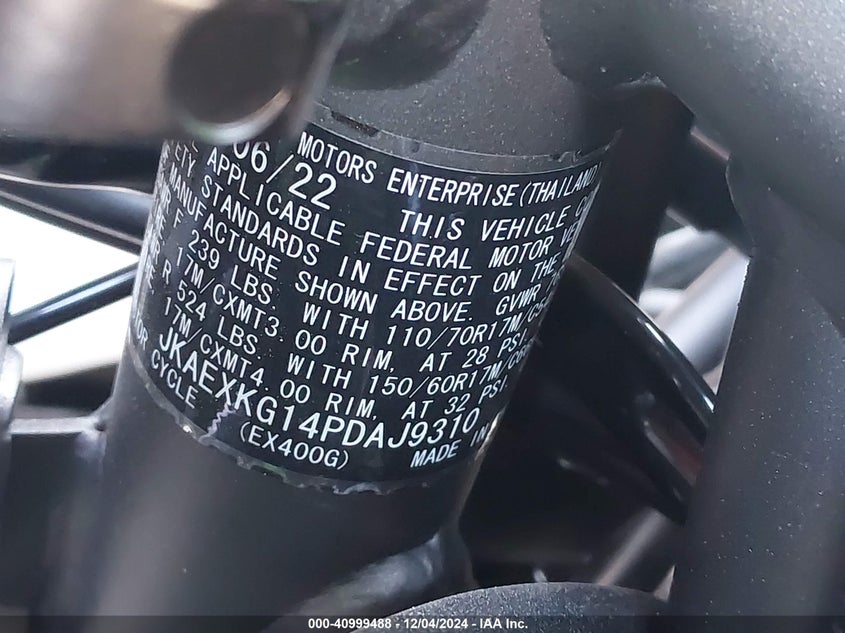 MOTORS ENTERPRISE(THAILAND)
06/22 THIS VEHICLE
APPLICABLE FEDERAL MOTOR
STANDARDS IN EFFECT ON THE
MANUFACTURE SHOWN ABOVE. GVWR
F 239 LBS. WITH 110/70R17M/C
17M/CXMT3.00 RIM, AT 28 PSI.
R 524 LBS. WITH 150/60R17M/C
17M/CXMT4.00 RIM, AT 32 PSI.
JKAEXKG14PDAJ9310
CYCLE (EX400G) MADE IN
000-40999488 - 12/04/2024 - IAA Inc.